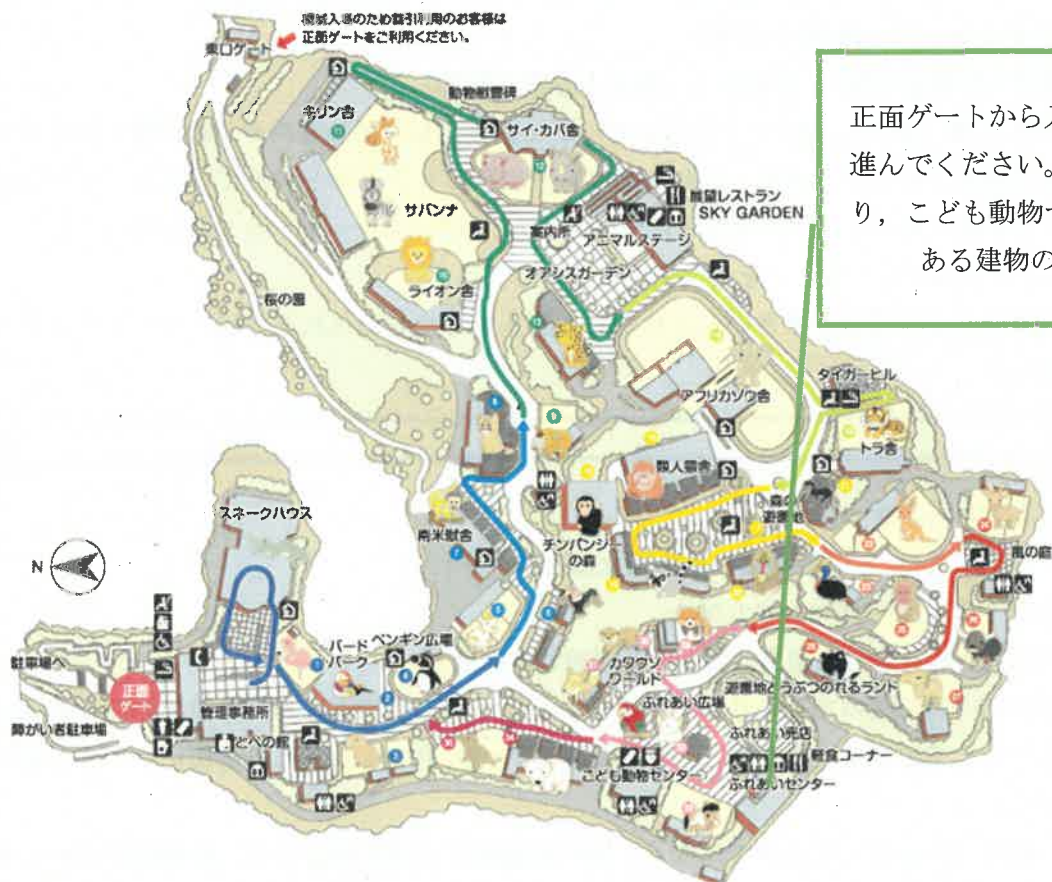 東口ゲート
機械入場のため割引利用のお客様は
正面ゲートをご利用ください。
正面ゲートから入
進んでください。
り，こども動物セ
ある建物の
動物慰霊碑
キリン舎
サイ・カバ舎
展望レストラン
SKY GARDEN
サバンナ
案内所
アニマルステージ
オアシスガーデン
ライオン舎
桜の園
タイガーヒル
アフリカゾウ舎
トラ舎
類人猿舎
森の
遊園地
スネークハウス
南米獣舎
チンパンジー
の森
風の庭
N
バード
パーク
ペンギン広場
カワウソ
ワールド
遊園地どうぶつのれるランド
駐車場へ
正面
ゲート
管理事務所
ふれあい広場
ふれあい売店
障がい者駐車場
とべの館
軽食コーナー
こども動物センター
ふれあいセンター